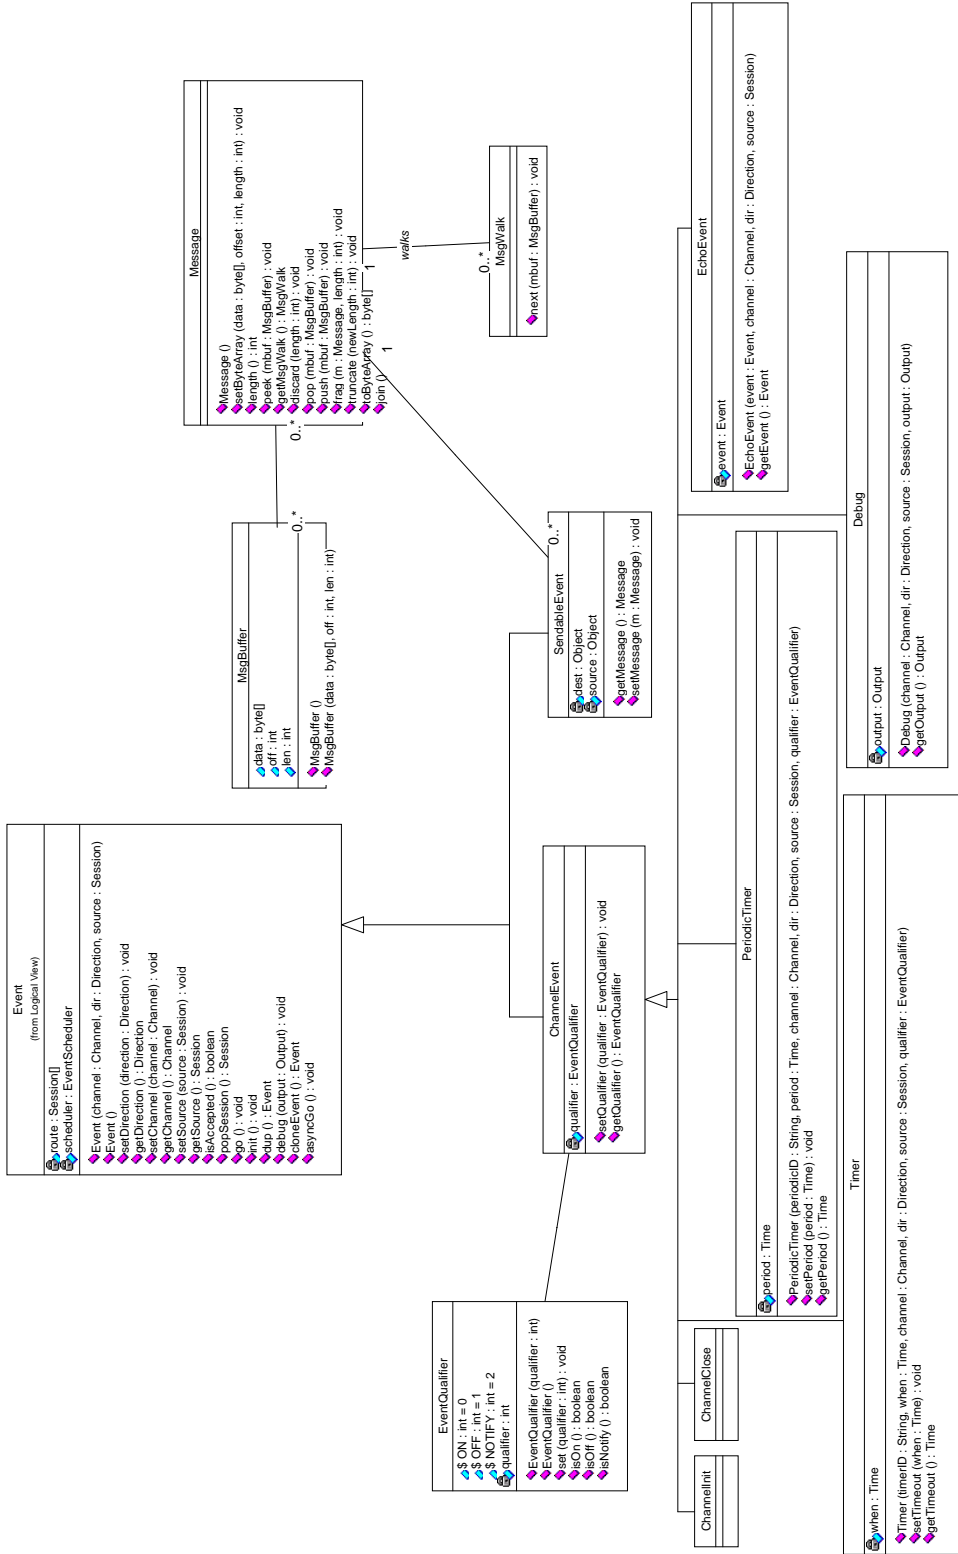 Event
(from Logical View)
route : Session[]
scheduler : EventScheduler
Event (channel : Channel, dir : Direction, source : Session)
Event ()
setDirection (direction : Direction) : void
getDirection () : Direction
setChannel (channel : Channel) : void
getChannel () : Channel
setSource (source : Session) : void
getSource () : Session
isAccepted () : boolean
popSession () : Session
go () : void
init () : void
dup () : Event
debug (output : Output) : void
cloneEvent () : Event
asyncGo () : void
MsgBuffer
data : byte[]
off : int
len : int
MsgBuffer ()
MsgBuffer (data : byte[], off : int, len : int)
0..*
0..*
Message
Message ()
setByteArray (data : byte[], offset : int, length : int) : void
length () : int
peek (mbuf : MsgBuffer) : void
getMsgWalk () : MsgWalk
discard (length : int) : void
pop (mbuf : MsgBuffer) : void
push (mbuf : MsgBuffer) : void
frag (m : Message, length : int) : void
truncate (newLength : int) : void
toByteArray () : byte[]
join ()
1
1
walks
0..*
MsgWalk
next (mbuf : MsgBuffer) : void
EventQualifier
$ ON : int = 0
$ OFF : int = 1
$ NOTIFY : int = 2
qualifier : int
EventQualifier (qualifier : int)
EventQualifier ()
set (qualifier : int) : void
isOn () : boolean
isOff () : boolean
isNotify () : boolean
ChannelEvent
qualifier : EventQualifier
setQualifier (qualifier : EventQualifier) : void
getQualifier () : EventQualifier
SendableEvent
0..*
dest : Object
source : Object
getMessage () : Message
setMessage (m : Message) : void
ChannelInit
ChannelClose
PeriodicTimer
period : Time
PeriodicTimer (periodicID : String, period : Time, channel : Channel, dir : Direction, source : Session, qualifier : EventQualifier)
setPeriod (period : Time) : void
getPeriod () : Time
EchoEvent
event : Event
EchoEvent (event : Event, channel : Channel, dir : Direction, source : Session)
getEvent () : Event
Timer
when : Time
Timer (timerID : String, when : Time, channel : Channel, dir : Direction, source : Session, qualifier : EventQualifier)
setTimeout (when : Time) : void
getTimeout () : Time
Debug
output : Output
Debug (channel : Channel, dir : Direction, source : Session, output : Output)
getOutput () : Output